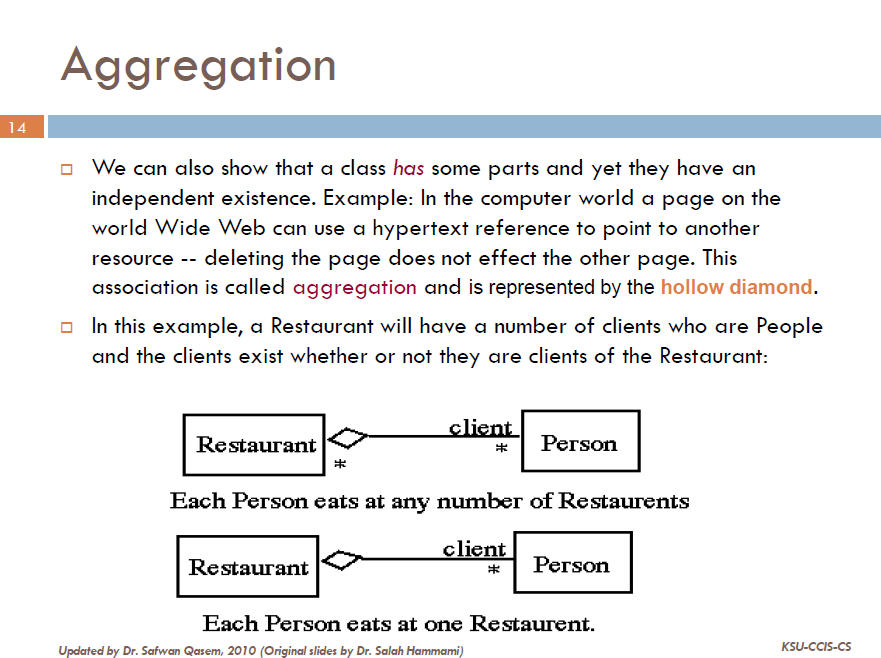 Aggregation
14
We can also show that a class has some parts and yet they have an
independent existence. Example: In the computer world a page on the
world Wide Web can use a hypertext reference to point to another
resource -- deleting the page does not effect the other page. This
association is called aggregation and is represented by the hollow diamond.
In this example, a Restaurant will have a number of clients who are People
and the clients exist whether or not they are clients of the Restaurant:
Restaurant
*
client
*
Person
Each Person eats at any number of Restaurents
Restaurant
client
*
Person
Each Person eats at one Restaurent.
Updated by Dr. Safwan Qasem, 2010 (Original slides by Dr. Salah Hammami)
KSU-CCIS-CS